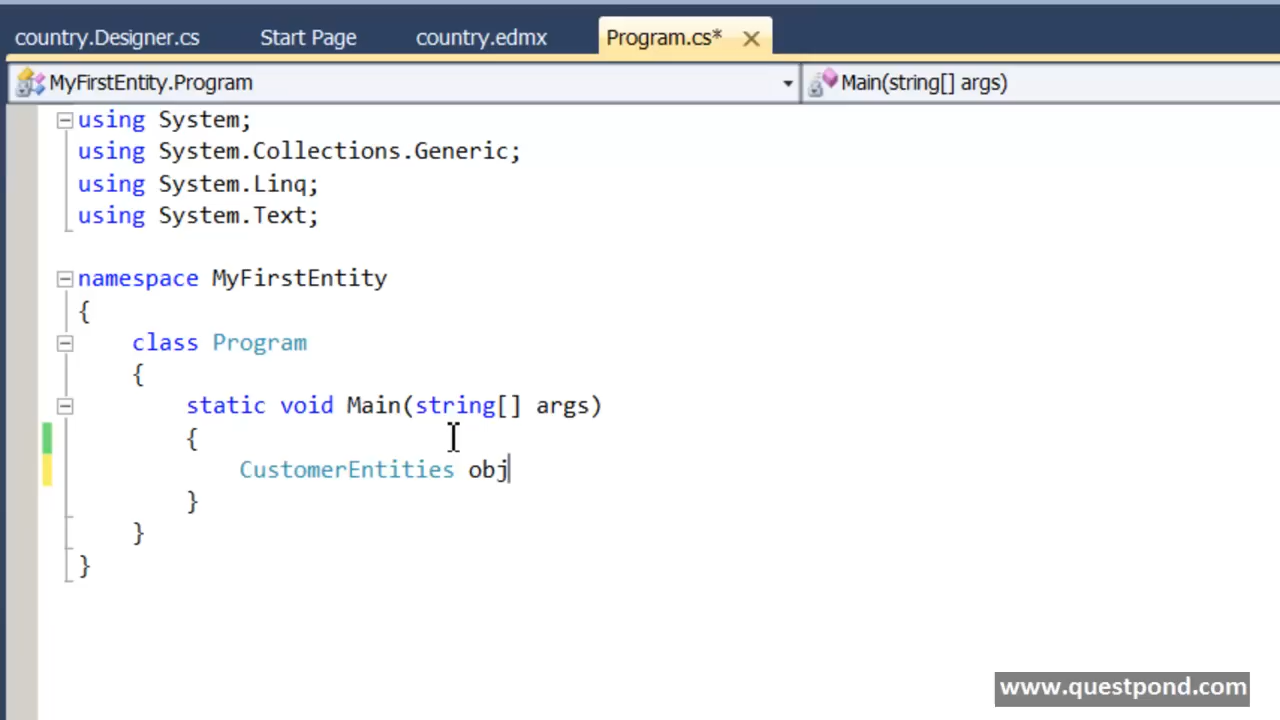 country.Designer.cs Start Page country.edmx Program.cs*
MyFirstEntity.Program Main(string[] args)
using System;
using System.Collections.Generic;
using System.Linq;
using System.Text;
namespace MyFirstEntity
{
class Program
{
static void Main(string[] args)
{
CustomerEntities obj
}
}
}
www.questpond.com